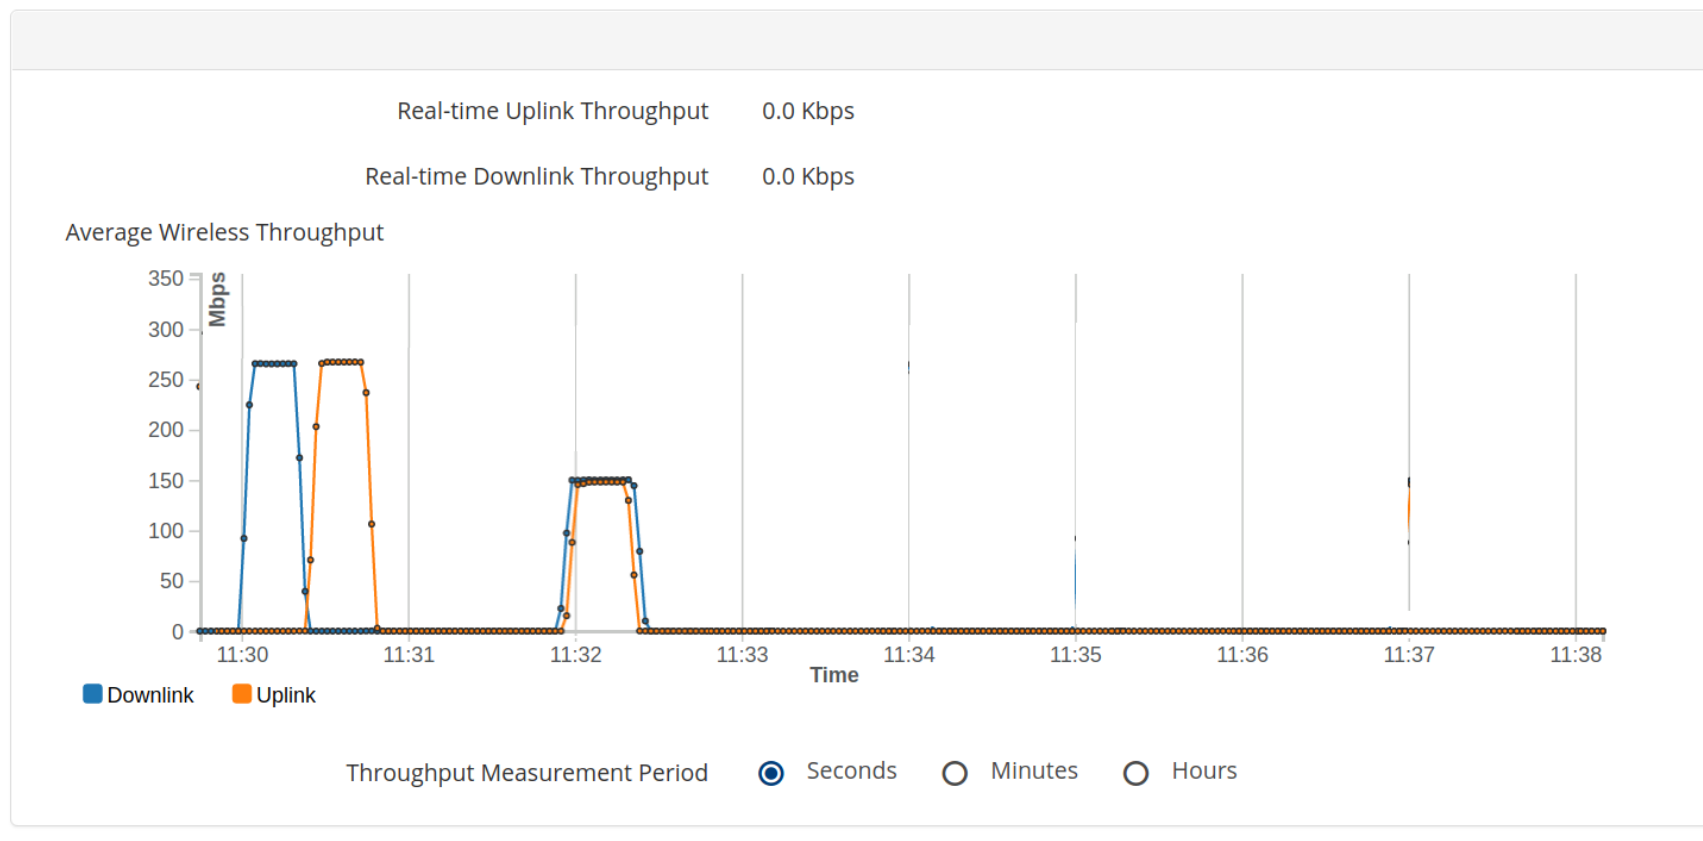 Real-time Uplink Throughput 0.0 Kbps
Real-time Downlink Throughput 0.0 Kbps
Average Wireless Throughput
Mbps
350
300
250
200
150
100
50
0
11:30 11:31 11:32 11:33 11:34 11:35 11:36 11:37 11:38
Time
Downlink Uplink
Throughput Measurement Period Seconds Minutes Hours